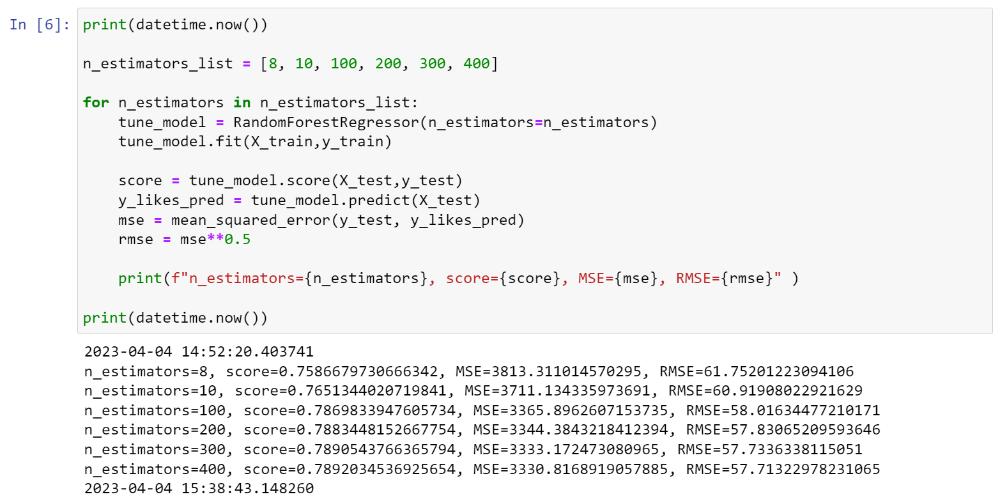 In [6]: print(datetime.now())
n_estimators_list = [8, 10, 100, 200, 300, 400]
for n_estimators in n_estimators_list:
    tune_model = RandomForestRegressor(n_estimators=n_estimators)
    tune_model.fit(X_train,y_train)
    score = tune_model.score(X_test,y_test)
    y_likes_pred = tune_model.predict(X_test)
    mse = mean_squared_error(y_test, y_likes_pred)
    rmse = mse**0.5
    print(f"n_estimators={n_estimators}, score={score}, MSE={mse}, RMSE={rmse}" )
print(datetime.now())
2023-04-04 14:52:20.403741
n_estimators=8, score=0.7586679730666342, MSE=3813.311014570295, RMSE=61.75201223094106
n_estimators=10, score=0.7651344020719841, MSE=3711.134335973691, RMSE=60.91908022921629
n_estimators=100, score=0.7869833947605734, MSE=3365.8962607153735, RMSE=58.01634477210171
n_estimators=200, score=0.7883448152667754, MSE=3344.3843218412394, RMSE=57.83065209593646
n_estimators=300, score=0.7890543766365794, MSE=3333.172473080965, RMSE=57.7336338115051
n_estimators=400, score=0.7892034536925654, MSE=3330.8168919057885, RMSE=57.71322978231065
2023-04-04 15:38:43.148260